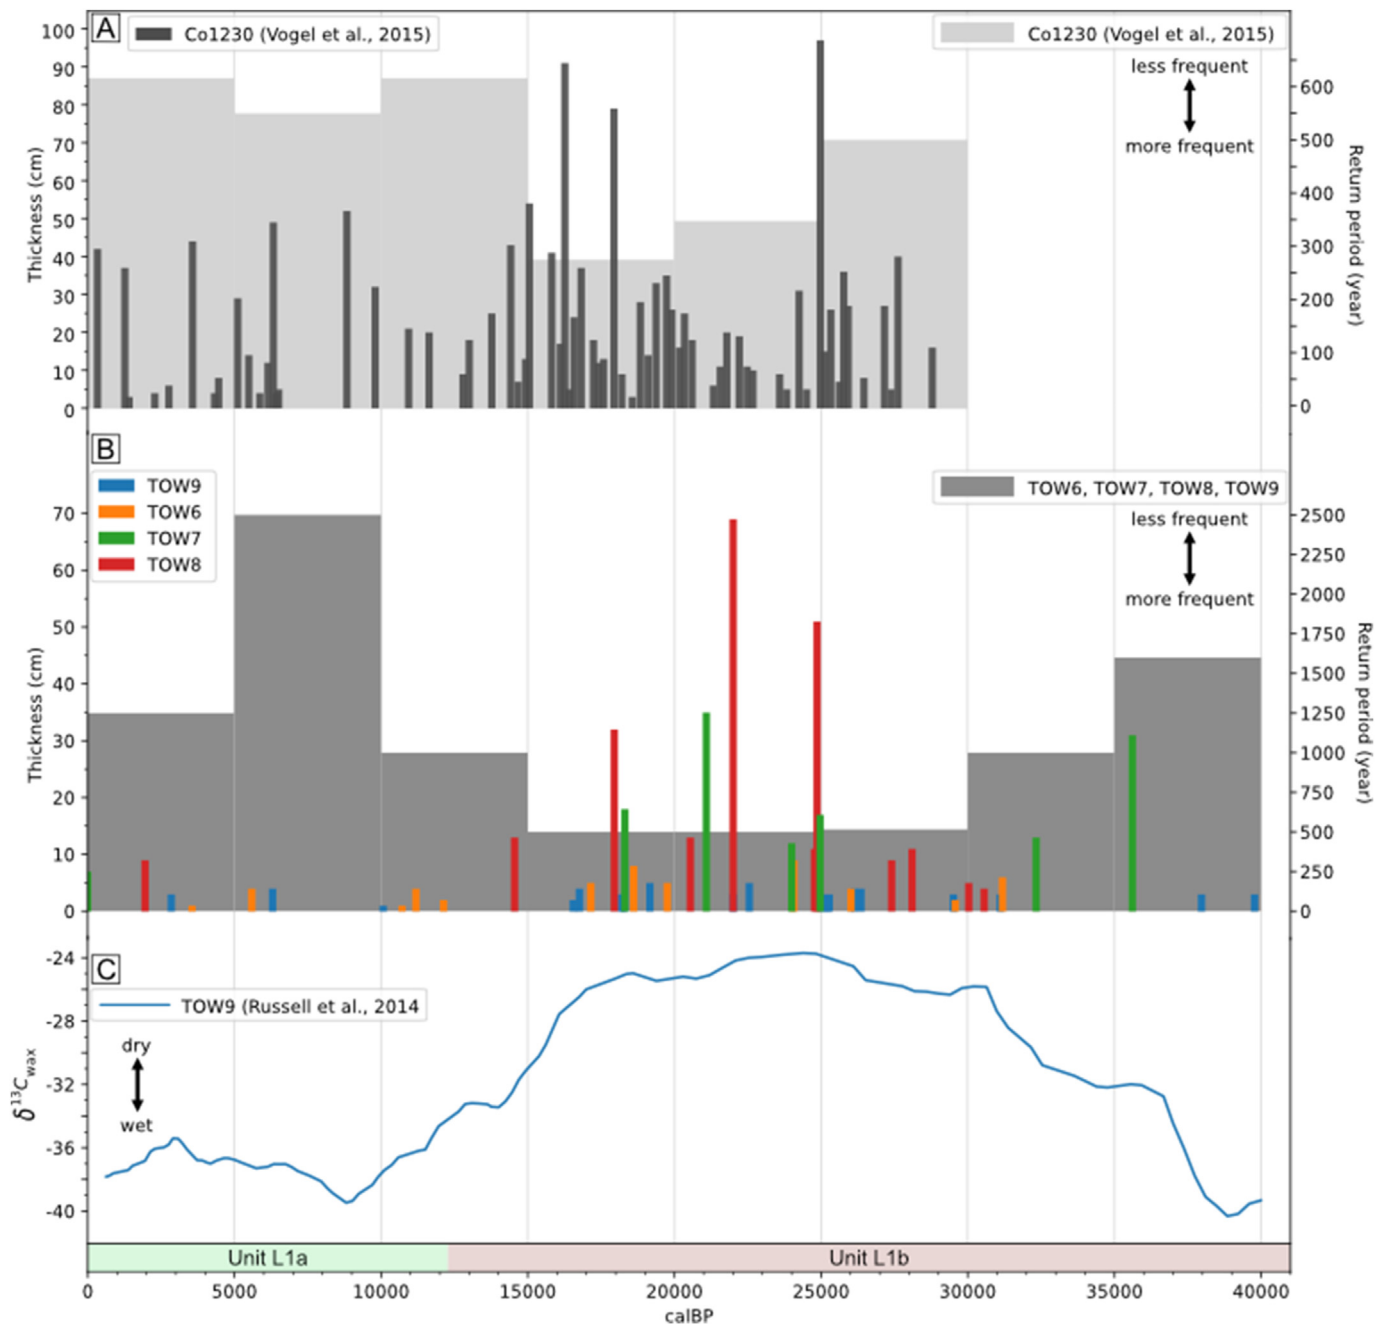 A
Co1230 (Vogel et al., 2015)
Co1230 (Vogel et al., 2015)
less frequent
more frequent
100
90
80
70
60
50
40
30
20
10
0
Thickness (cm)
600
500
400
300
200
100
0
Return period (year)
B
TOW9
TOW6
TOW7
TOW8
TOW6, TOW7, TOW8, TOW9
less frequent
more frequent
70
60
50
40
30
20
10
0
Thickness (cm)
2500
2250
2000
1750
1500
1250
1000
750
500
250
0
Return period (year)
C
TOW9 (Russell et al., 2014
dry
wet
-24
-28
-32
-36
-40
δ¹³C wax
Unit L1a
Unit L1b
0 5000 10000 15000 20000 25000 30000 35000 40000
calBP